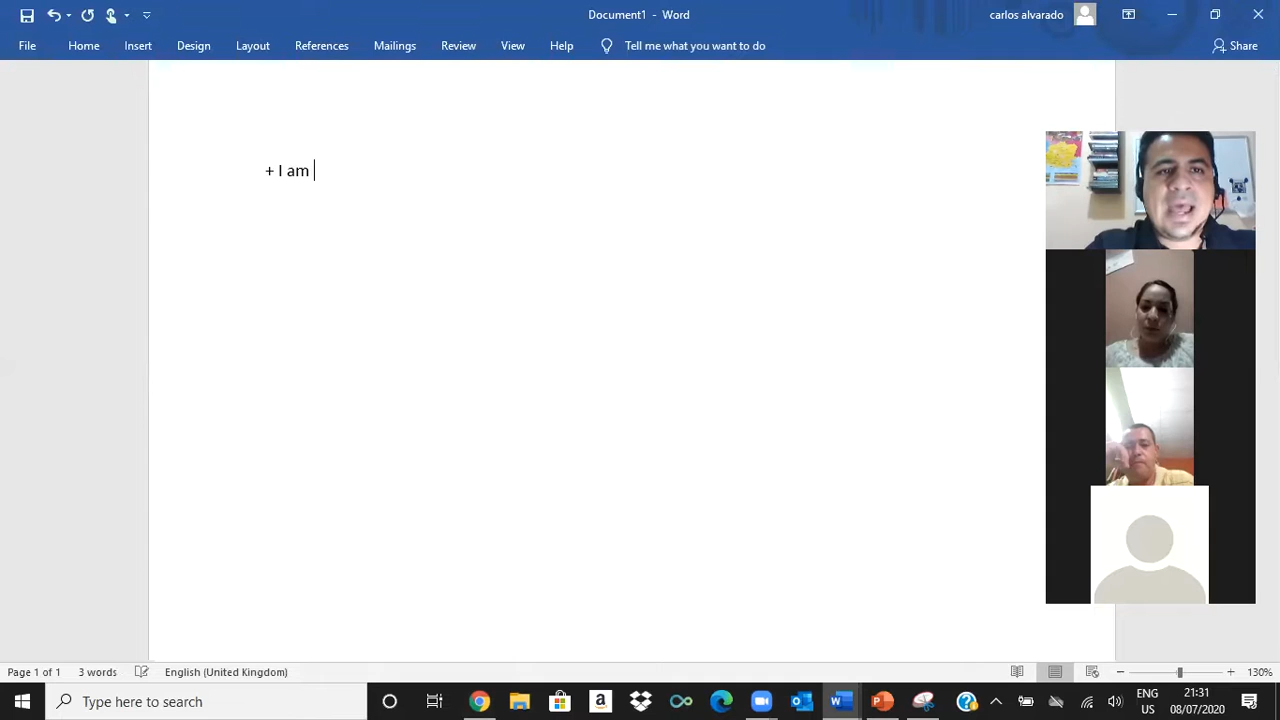 Document1 - Word
carlos alvarado
File Home Insert Design Layout References Mailings Review View Help Tell me what you want to do Share
+ I am
Page 1 of 1 3 words English (United Kingdom) 130%
Type here to search
ENG
US
21:31
08/07/2020